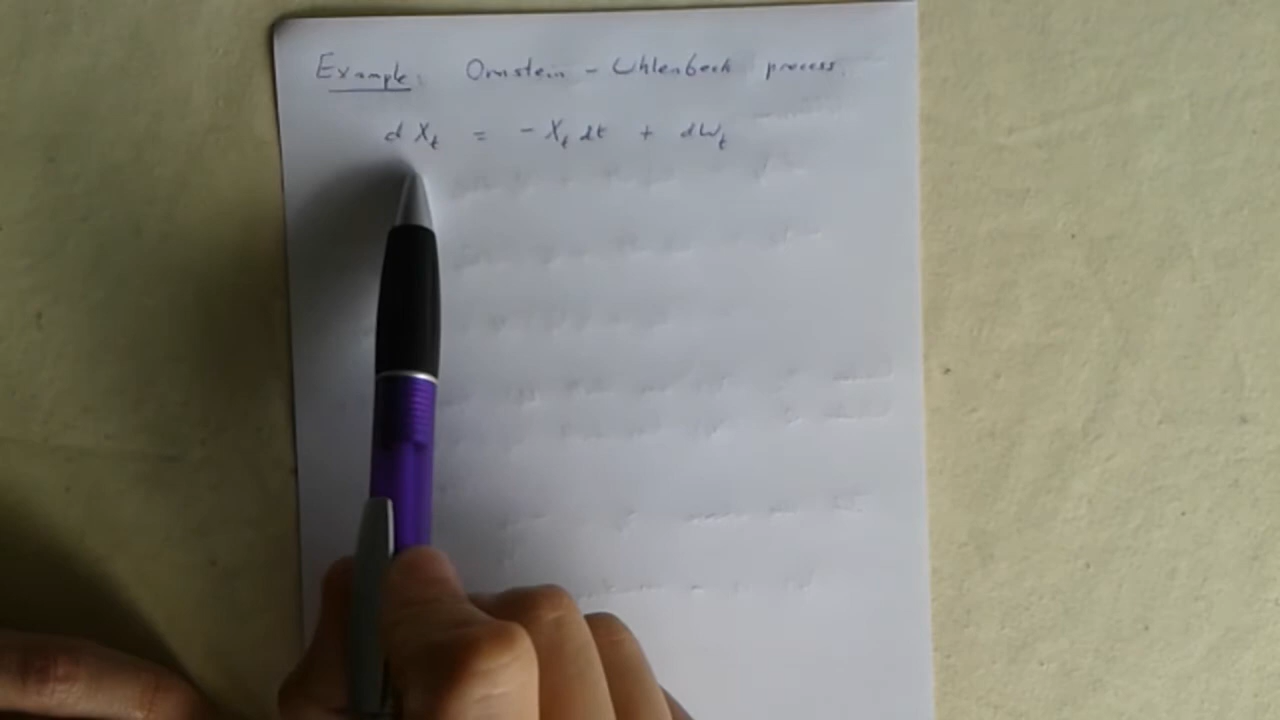 Example: Ornstein - Uhlenbeck process.
d X_t = - X_t dt + dW_t